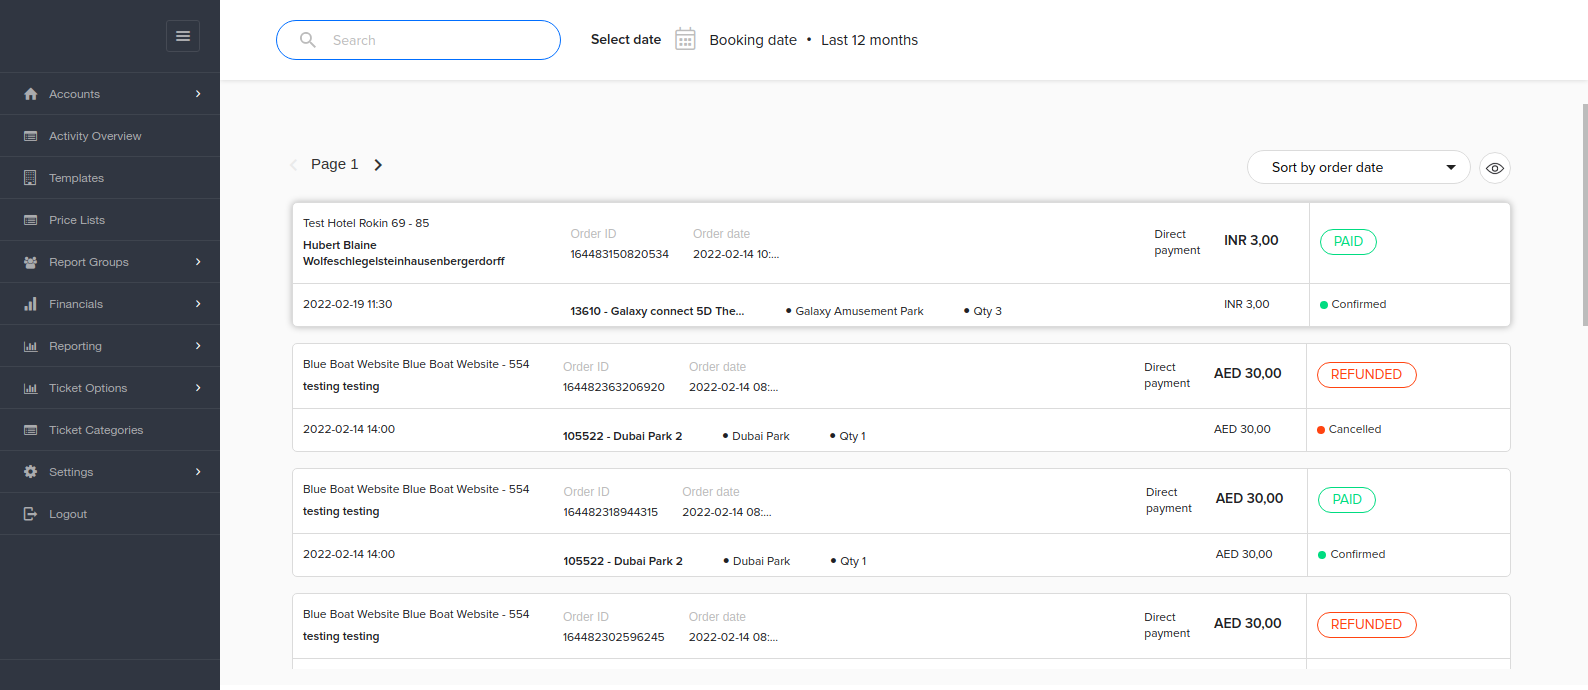 Search
Select date
Booking date • Last 12 months
Accounts
Activity Overview
Templates
Price Lists
Report Groups
Financials
Reporting
Ticket Options
Ticket Categories
Settings
Logout
Page 1
Sort by order date
Test Hotel Rokin 69 - 85
Hubert Blaine
Wolfeschlegelsteinhausenbergerdorff
Order ID
164483150820534
Order date
2022-02-14 10:...
Direct
payment
INR 3,00
PAID
2022-02-19 11:30
13610 - Galaxy connect 5D The...
• Galaxy Amusement Park
• Qty 3
INR 3,00
Confirmed
Blue Boat Website Blue Boat Website - 554
testing testing
Order ID
164482363206920
Order date
2022-02-14 08:...
Direct
payment
AED 30,00
REFUNDED
2022-02-14 14:00
105522 - Dubai Park 2
• Dubai Park
• Qty 1
AED 30,00
Cancelled
Blue Boat Website Blue Boat Website - 554
testing testing
Order ID
164482318944315
Order date
2022-02-14 08:...
Direct
payment
AED 30,00
PAID
2022-02-14 14:00
105522 - Dubai Park 2
• Dubai Park
• Qty 1
AED 30,00
Confirmed
Blue Boat Website Blue Boat Website - 554
testing testing
Order ID
164482302596245
Order date
2022-02-14 08:...
Direct
payment
AED 30,00
REFUNDED